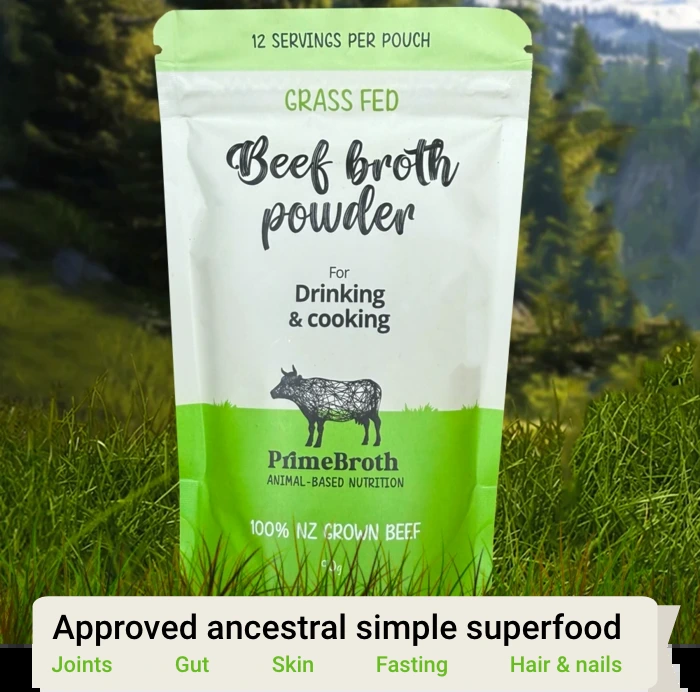 12 SERVINGS PER POUCH
GRASS FED
Beef broth
powder
For
Drinking
& cooking
PrimeBroth
ANIMAL-BASED NUTRITION
100% NZ GROWN BEEF
Approved ancestral simple superfood
Joints Gut Skin Fasting Hair & nails